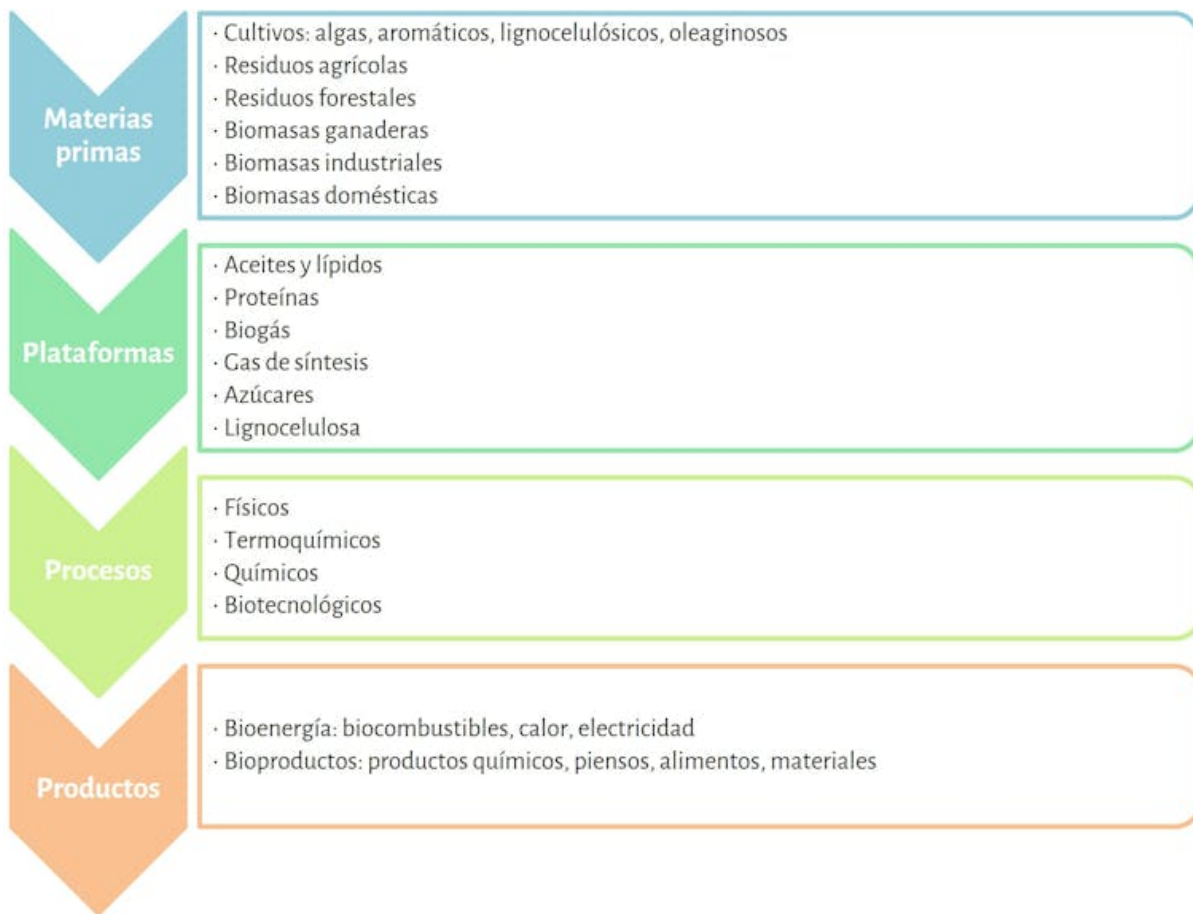 Materias
primas
· Cultivos: algas, aromáticos, lignocelulósicos, oleaginosos
· Residuos agrícolas
· Residuos forestales
· Biomasas ganaderas
· Biomasas industriales
· Biomasas domésticas
Plataformas
· Aceites y lípidos
· Proteínas
· Biogás
· Gas de síntesis
· Azúcares
· Lignocelulosa
Procesos
· Físicos
· Termoquímicos
· Químicos
· Biotecnológicos
Productos
· Bioenergía: biocombustibles, calor, electricidad
· Bioproductos: productos químicos, piensos, alimentos, materiales